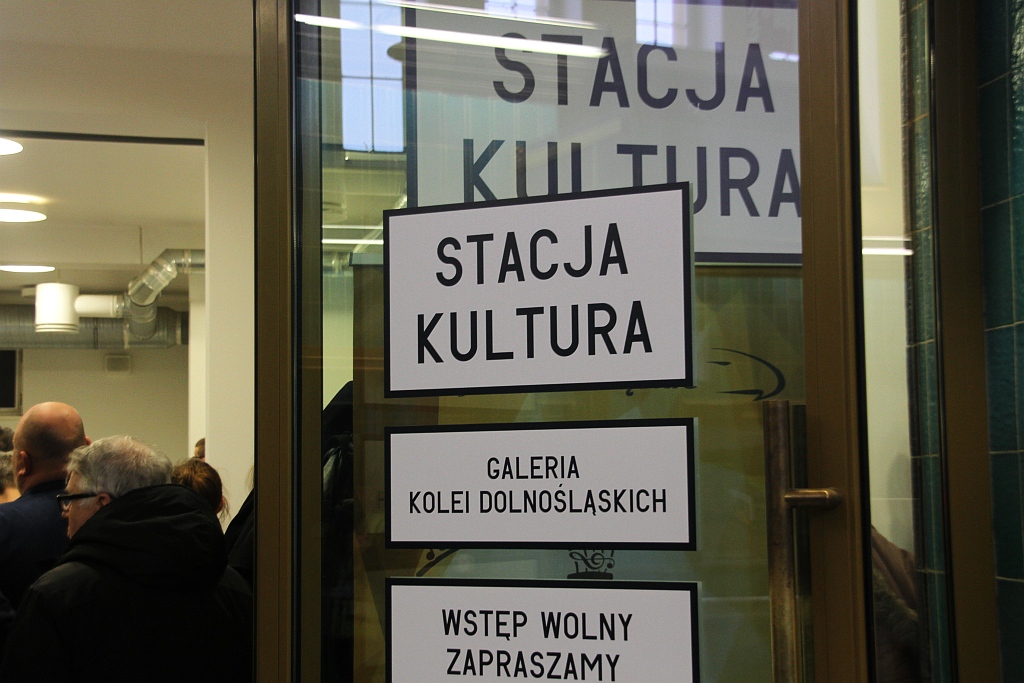 STACJA
KULTURA
STACJA
KULTURA
GALERIA
KOLEI DOLNOŚLĄSKICH
WSTĘP WOLNY
ZAPRASZAMY